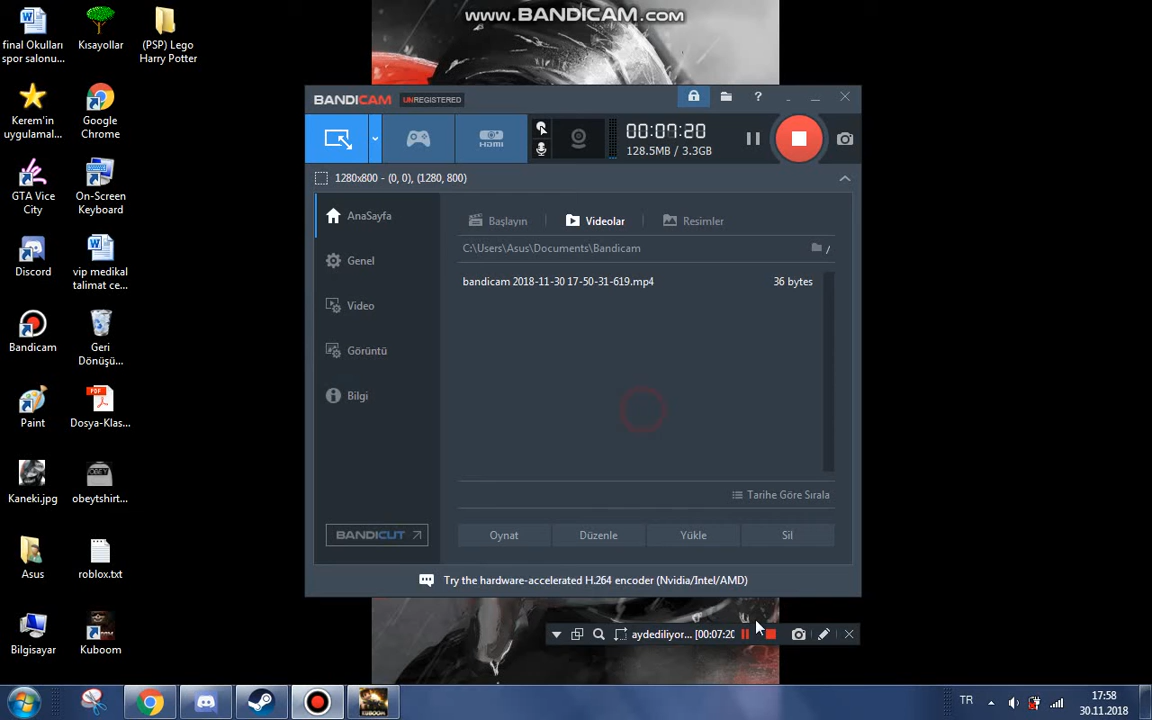 www.BANDICAM.com
final Okulları
spor salonu...
Kısayollar
(PSP) Lego
Harry Potter
Kerem'in
uygulamal...
Google
Chrome
GTA Vice
City
On-Screen
Keyboard
Discord
vip medikal
talimat ce...
Bandicam
Geri
Dönüşü...
Paint
Dosya-Klas...
Kaneki.jpg
obeytshirt...
Asus
roblox.txt
Bilgisayar
Kuboom
BANDICAM UNREGISTERED
HDMI
00:07:20
128.5MB / 3.3GB
1280x800 - (0, 0), (1280, 800)
AnaSayfa
Genel
Video
Görüntü
Bilgi
BANDICUT
Başlayın
Videolar
Resimler
C:\Users\Asus\Documents\Bandicam
bandicam 2018-11-30 17-50-31-619.mp4 36 bytes
Tarihe Göre Sırala
Oynat
Düzenle
Yükle
Sil
Try the hardware-accelerated H.264 encoder (Nvidia/Intel/AMD)
aydediliyor... [00:07:20
TR
17:58
30.11.2018